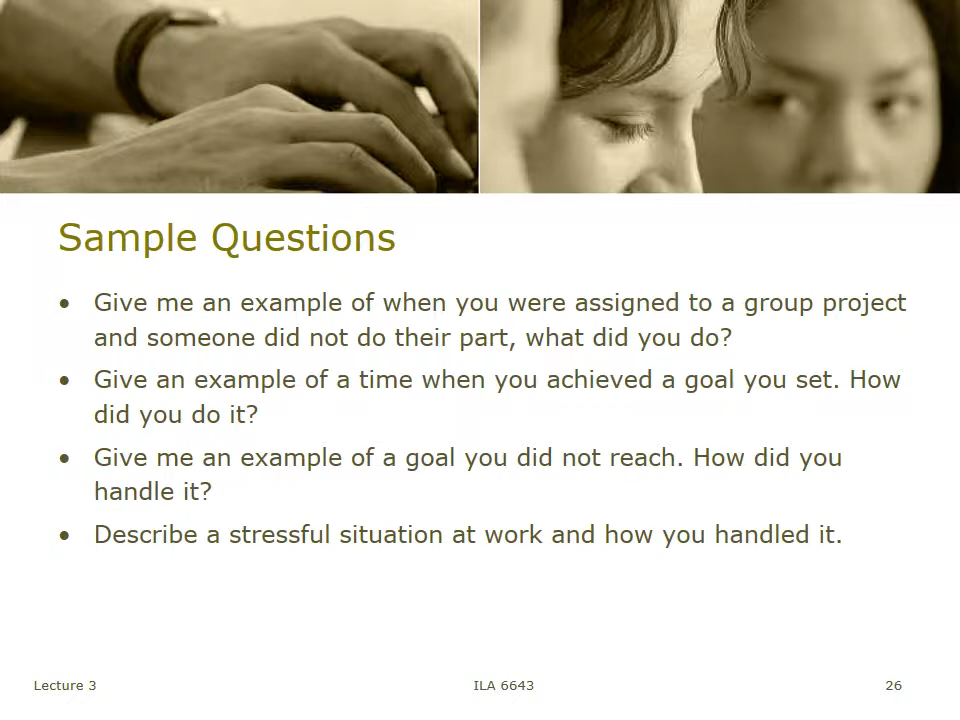 Sample Questions
• Give me an example of when you were assigned to a group project
and someone did not do their part, what did you do?
• Give an example of a time when you achieved a goal you set. How
did you do it?
• Give me an example of a goal you did not reach. How did you
handle it?
• Describe a stressful situation at work and how you handled it.
Lecture 3
ILA 6643
26